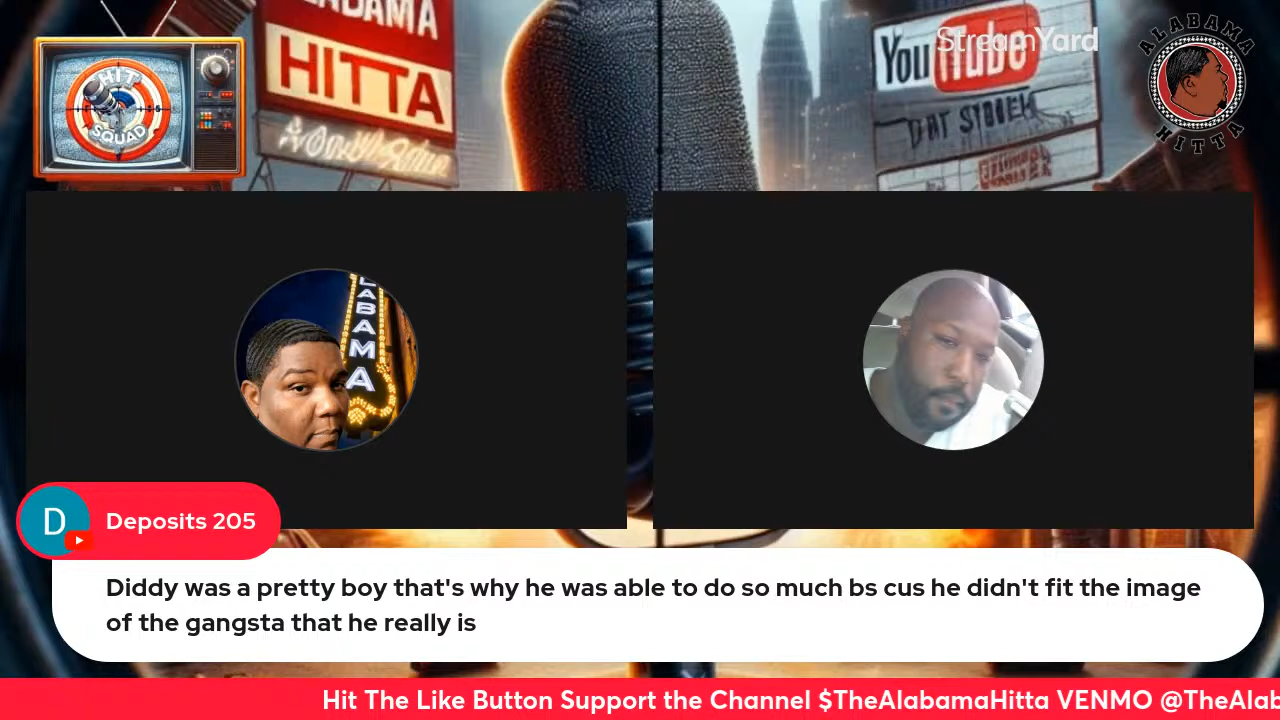 ALABAMA
HITTA
StreamYard
YouTube
ALABAMA
HITTA
HIT
SQUAD
LABAMA
Deposits 205
Diddy was a pretty boy that's why he was able to do so much bs cus he didn't fit the image
of the gangsta that he really is
Hit The Like Button Support the Channel $TheAlabamaHitta VENMO @TheAlab